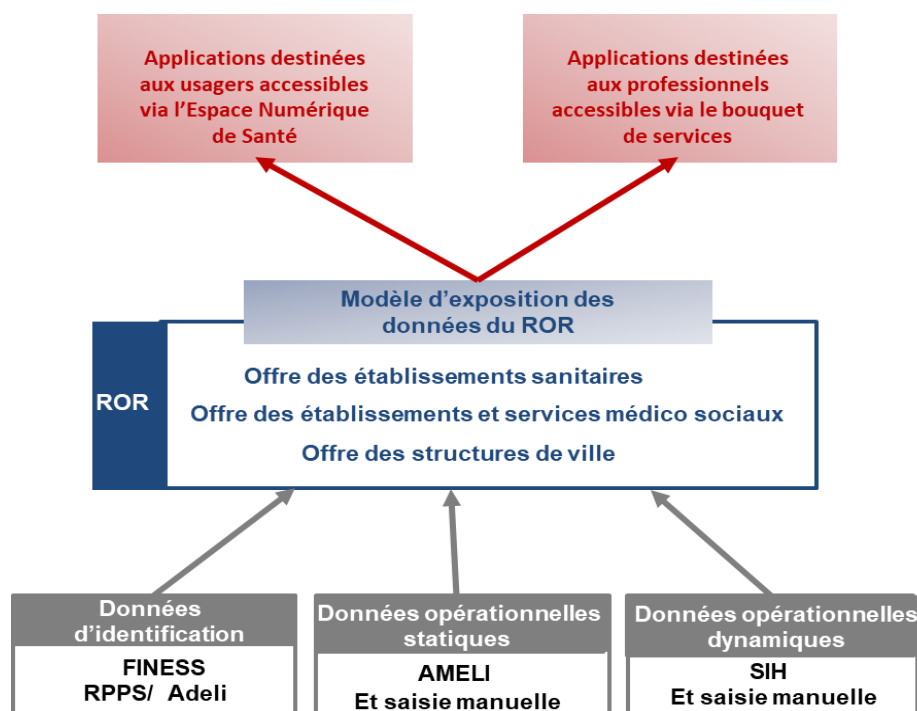 Applications destinées
aux usagers accessibles
via l'Espace Numérique
de Santé
Applications destinées
aux professionnels
accessibles via le bouquet
de services
Modèle d'exposition des
données du ROR
ROR
Offre des établissements sanitaires
Offre des établissements et services médico sociaux
Offre des structures de ville
Données
d'identification
FINESS
RPPS/ Adeli
Données opérationnelles
statiques
AMELI
Et saisie manuelle
Données opérationnelles
dynamiques
SIH
Et saisie manuelle